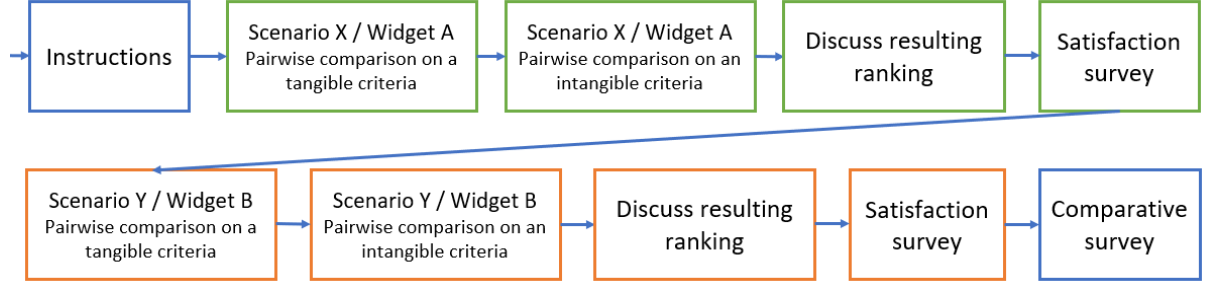 Instructions
Scenario X / Widget A
Pairwise comparison on a
tangible criteria
Scenario X / Widget A
Pairwise comparison on an
intangible criteria
Discuss resulting
ranking
Satisfaction
survey
Scenario Y / Widget B
Pairwise comparison on a
tangible criteria
Scenario Y / Widget B
Pairwise comparison on an
intangible criteria
Discuss resulting
ranking
Satisfaction
survey
Comparative
survey